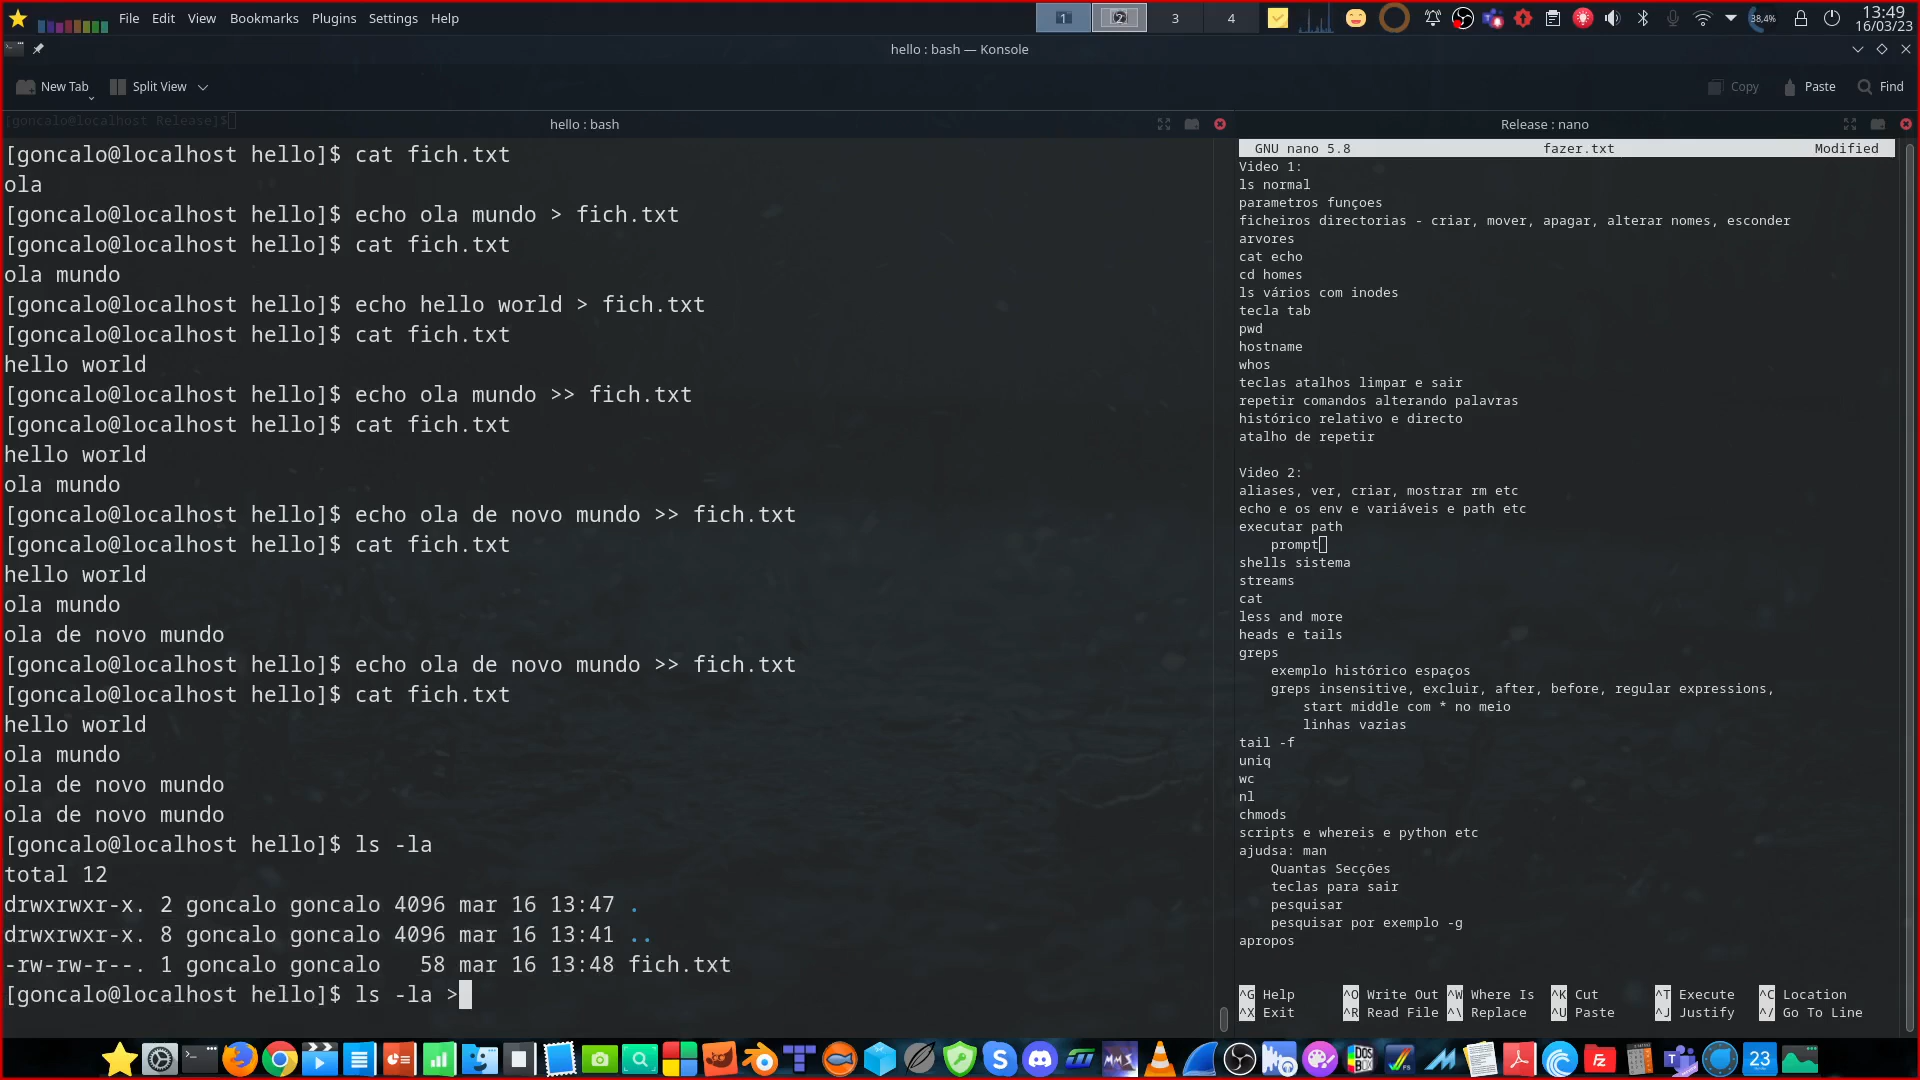 File Edit View Bookmarks Plugins Settings Help
1 2 3 4
38,4%
13:49
16/03/23
hello : bash — Konsole
New Tab Split View Copy Paste Find
[goncalo@localhost Release]$
hello : bash
[goncalo@localhost hello]$ cat fich.txt
ola
[goncalo@localhost hello]$ echo ola mundo > fich.txt
[goncalo@localhost hello]$ cat fich.txt
ola mundo
[goncalo@localhost hello]$ echo hello world > fich.txt
[goncalo@localhost hello]$ cat fich.txt
hello world
[goncalo@localhost hello]$ echo ola mundo >> fich.txt
[goncalo@localhost hello]$ cat fich.txt
hello world
ola mundo
[goncalo@localhost hello]$ echo ola de novo mundo >> fich.txt
[goncalo@localhost hello]$ cat fich.txt
hello world
ola mundo
ola de novo mundo
[goncalo@localhost hello]$ echo ola de novo mundo >> fich.txt
[goncalo@localhost hello]$ cat fich.txt
hello world
ola mundo
ola de novo mundo
ola de novo mundo
[goncalo@localhost hello]$ ls -la
total 12
drwxrwxr-x. 2 goncalo goncalo 4096 mar 16 13:47 .
drwxrwxr-x. 8 goncalo goncalo 4096 mar 16 13:41 ..
-rw-rw-r--. 1 goncalo goncalo   58 mar 16 13:48 fich.txt
[goncalo@localhost hello]$ ls -la >
Release : nano
GNU nano 5.8 fazer.txt Modified
Video 1:
ls normal
parametros funçoes
ficheiros directorias - criar, mover, apagar, alterar nomes, esconder
arvores
cat echo
cd homes
ls vários com inodes
tecla tab
pwd
hostname
whos
teclas atalhos limpar e sair
repetir comandos alterando palavras
histórico relativo e directo
atalho de repetir
Video 2:
aliases, ver, criar, mostrar rm etc
echo e os env e variáveis e path etc
executar path
prompt
shells sistema
streams
cat
less and more
heads e tails
greps
exemplo histórico espaços
greps insensitive, excluir, after, before, regular expressions,
start middle com * no meio
linhas vazias
tail -f
uniq
wc
nl
chmods
scripts e whereis e python etc
ajudsa: man
Quantas Secções
teclas para sair
pesquisar
pesquisar por exemplo -g
apropos
^G Help ^O Write Out ^W Where Is ^K Cut ^T Execute ^C Location
^X Exit ^R Read File ^\ Replace ^U Paste ^J Justify ^/ Go To Line
DOS BOX
23